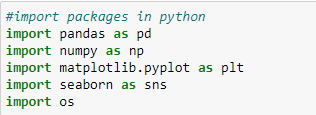 #import packages in python
import pandas as pd
import numpy as np
import matplotlib.pyplot as plt
import seaborn as sns
import os